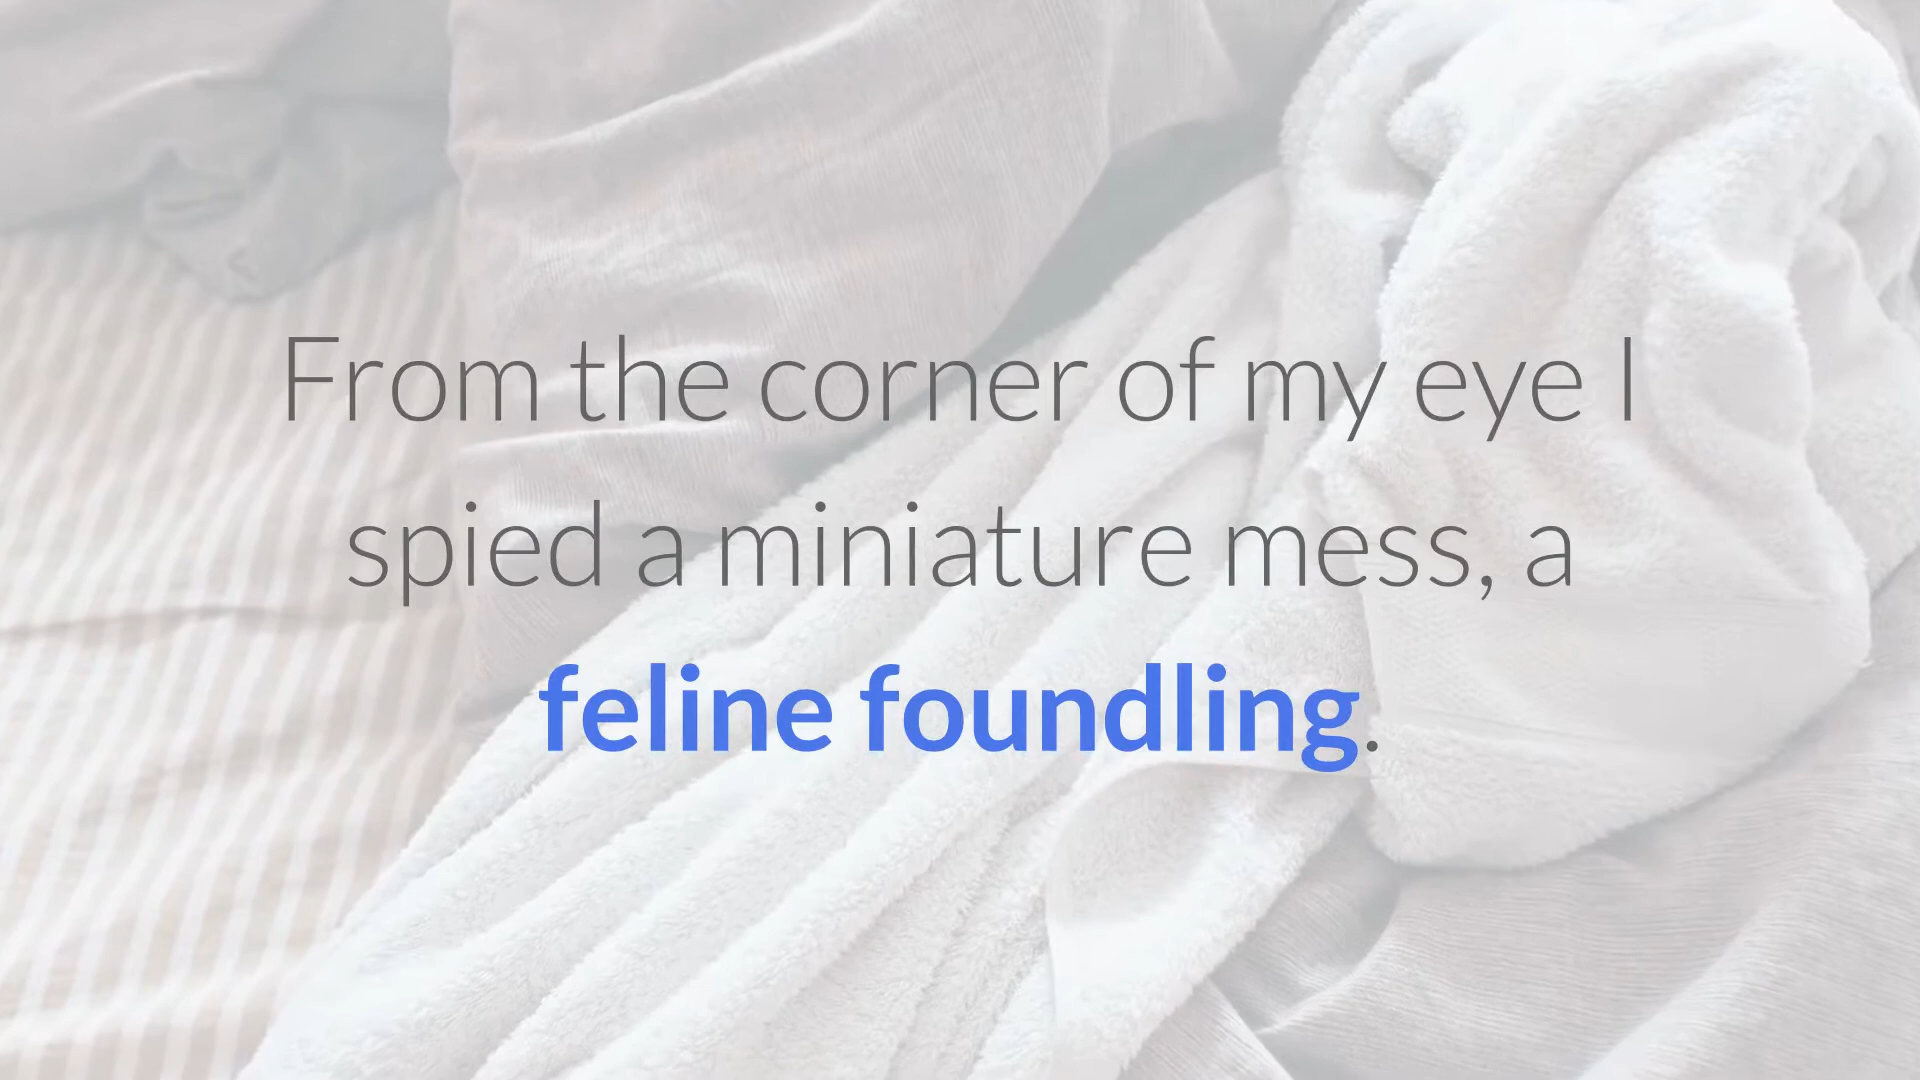 From the corner of my eye I
spied a miniature mess, a
feline foundling.